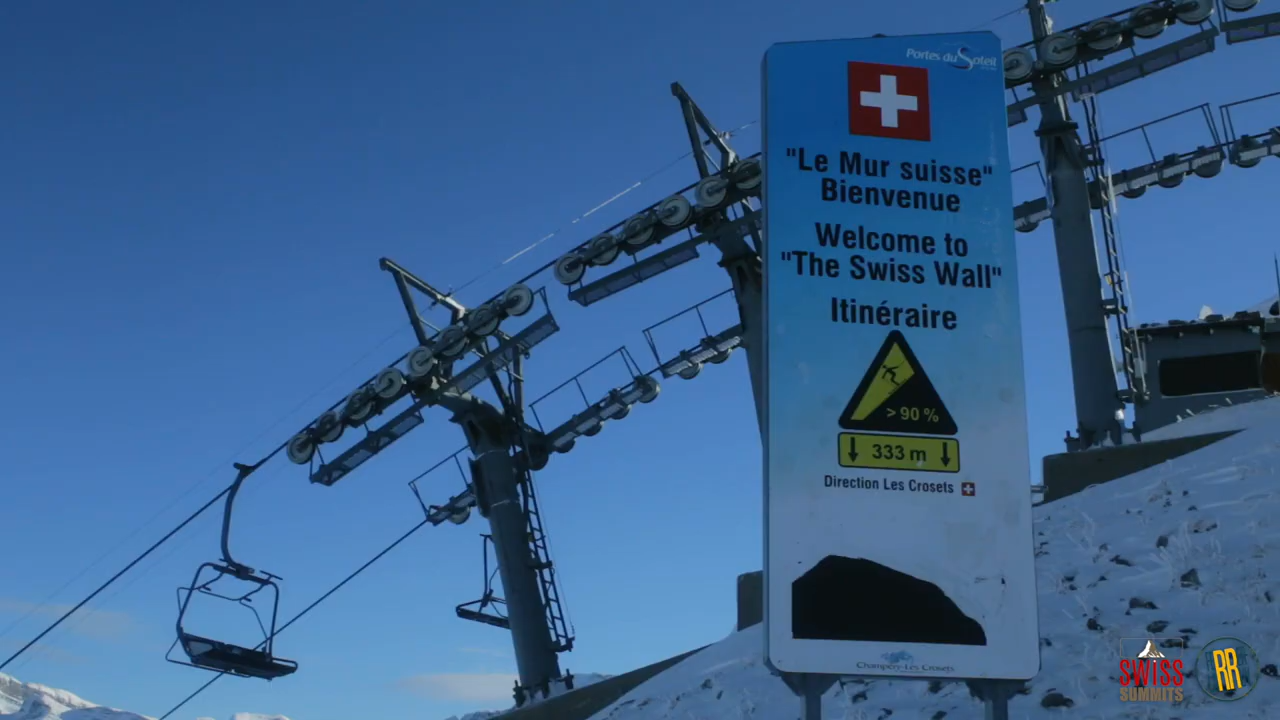 Portes du Soleil
"Le Mur suisse"
Bienvenue
Welcome to
"The Swiss Wall"
Itinéraire
> 90 %
333 m
Direction Les Crosets
Champéry-Les Crosets
SWISS
SUMMITS
RR